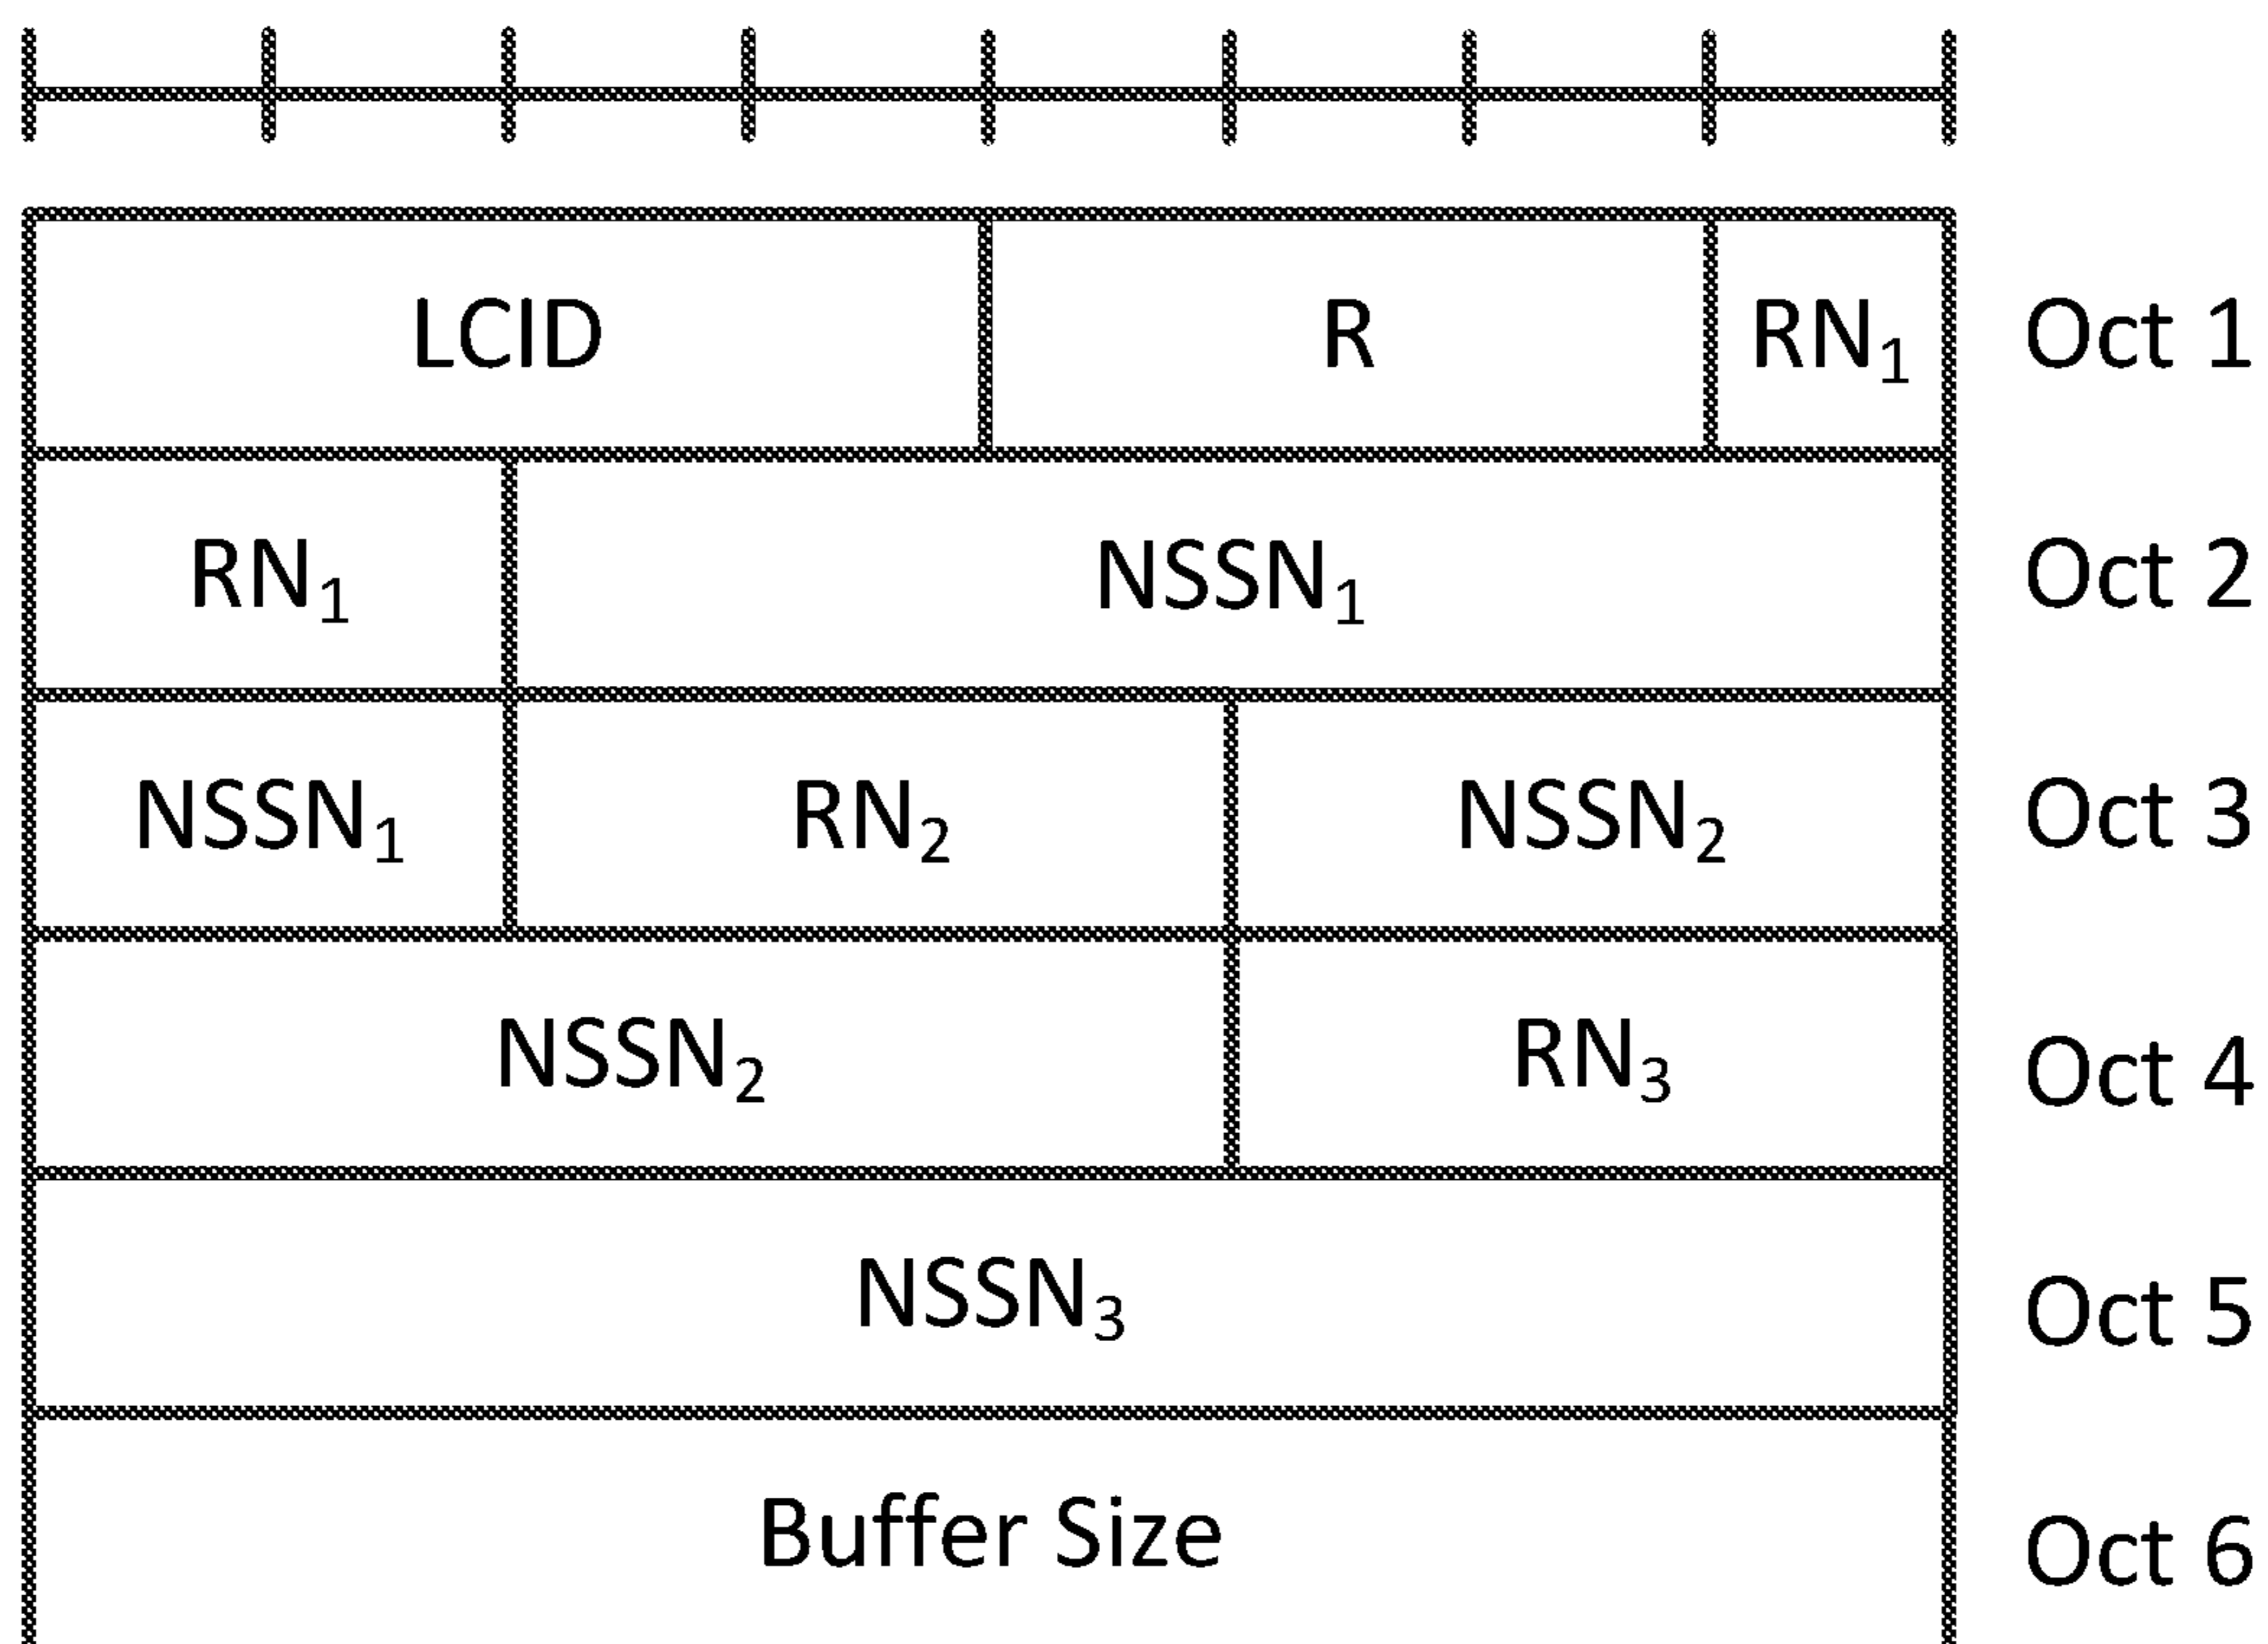 LCID R RN₁ Oct 1
RN₁ NSSN₁ Oct 2
NSSN₁ RN₂ NSSN₂ Oct 3
NSSN₂ RN₃ Oct 4
NSSN₃ Oct 5
Buffer Size Oct 6